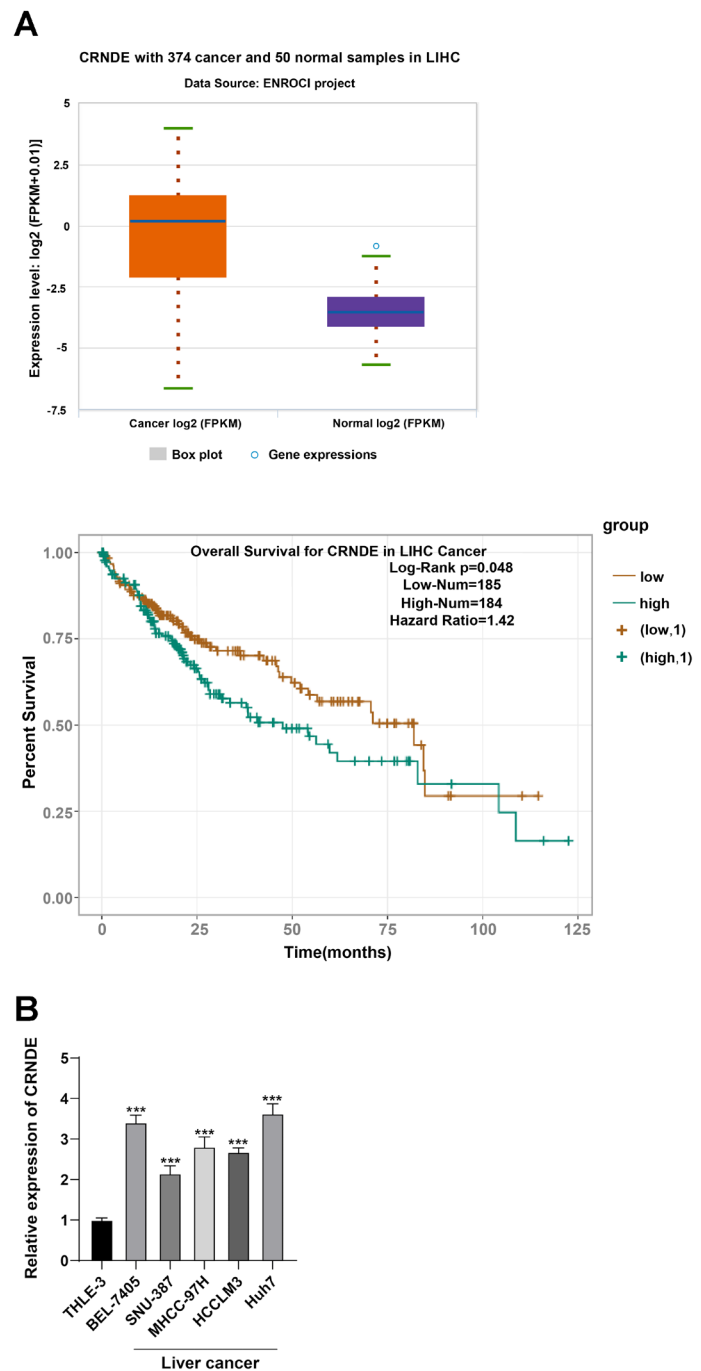 A
CRNDE with 374 cancer and 50 normal samples in LIHC
Data Source: ENROCI project
Expression level: log2 (FPKM+0.01)]
5
2.5
0
-2.5
-5
-7.5
Cancer log2 (FPKM)
Normal log2 (FPKM)
Box plot
Gene expressions
Overall Survival for CRNDE in LIHC Cancer
Log-Rank p=0.048
Low-Num=185
High-Num=184
Hazard Ratio=1.42
group
low
high
(low,1)
(high,1)
Percent Survival
1.00
0.75
0.50
0.25
0.00
0
25
50
75
100
125
Time(months)
B
Relative expression of CRNDE
5
4
3
2
1
0
***
***
***
***
***
THLE-3
BEL-7405
SNU-387
MHCC-97H
HCCLM3
Huh7
Liver cancer